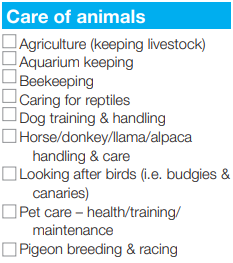 Care of animals
Agriculture (keeping livestock)
Aquarium keeping
Beekeeping
Caring for reptiles
Dog training & handling
Horse/donkey/llama/alpaca
handling & care
Looking after birds (i.e. budgies &
canaries)
Pet care – health/training/
maintenance
Pigeon breeding & racing